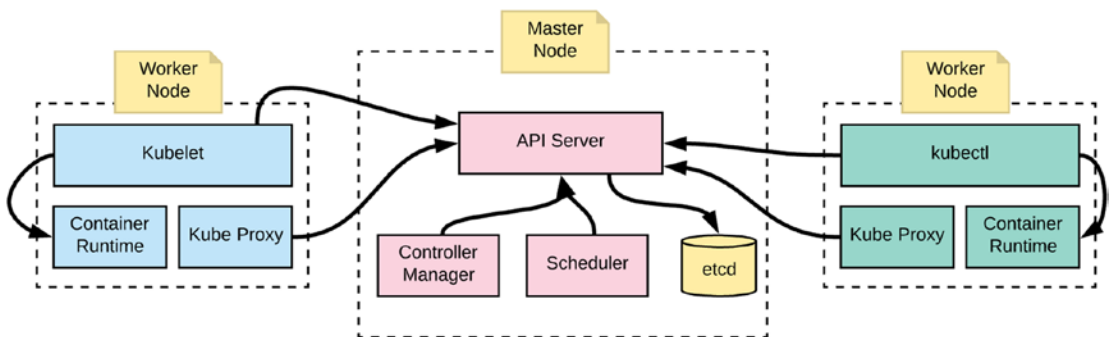 Master
Node
Worker
Node
Worker
Node
Kubelet
API Server
kubectl
Container
Runtime
Kube Proxy
Controller
Manager
Scheduler
etcd
Kube Proxy
Container
Runtime